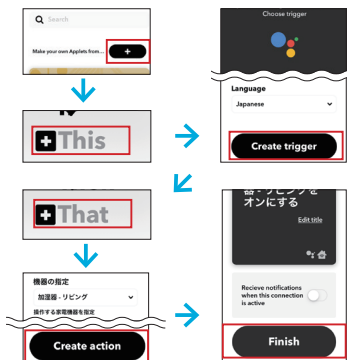 Search
Make your own Applets from...
+
+This
Choose trigger
Language
Japanese
Create trigger
+That
機器の指定
加湿器 - リビング
操作する家電機器を指定
Create action
器 - リビングを
オンにする
Edit title
Recieve notifications
when this connection
is active
Finish